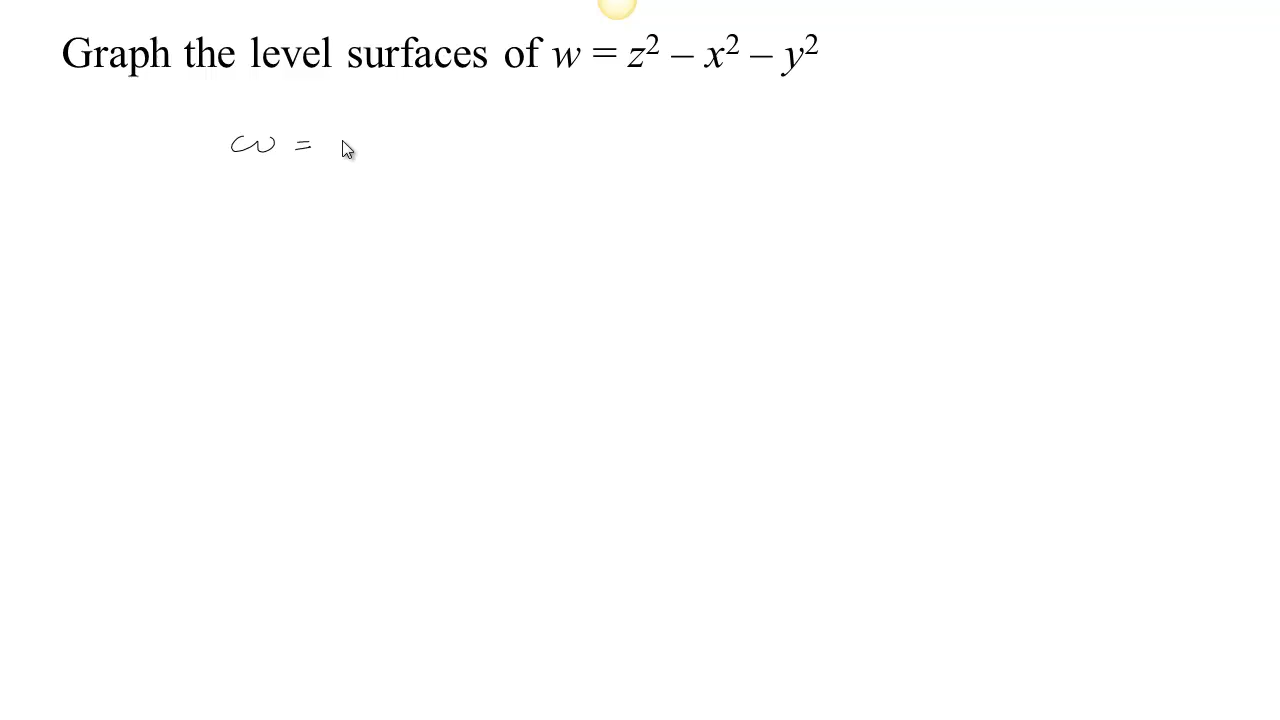 Graph the level surfaces of w = z² – x² – y²
w =